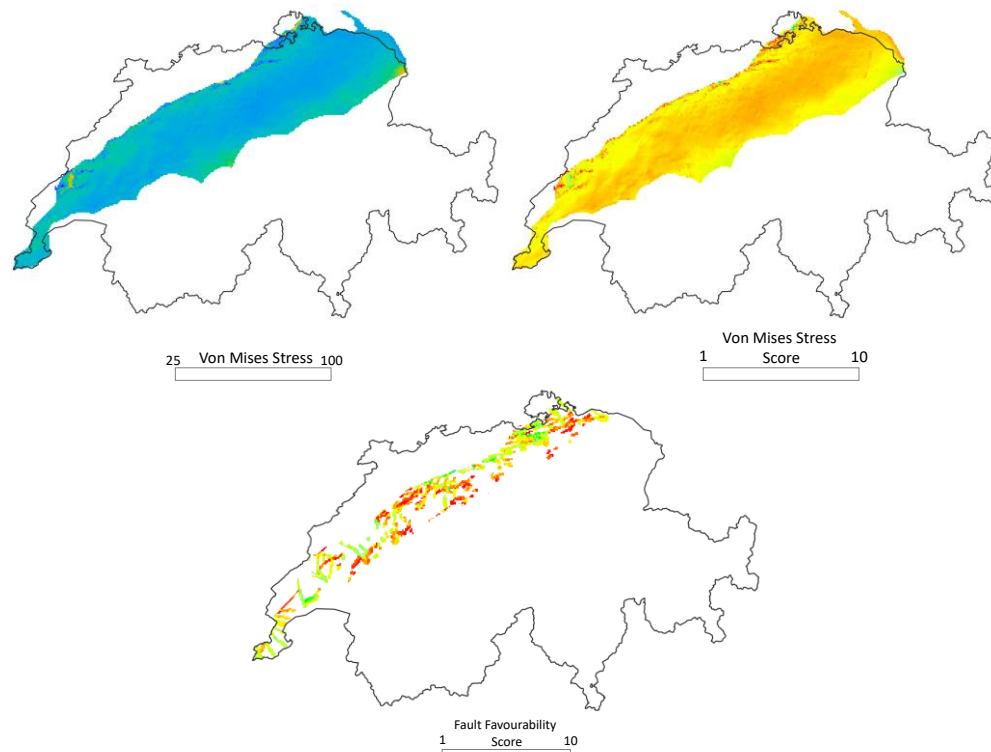 25 Von Mises Stress 100
Von Mises Stress
1 Score 10
Fault Favourability
1 Score 10